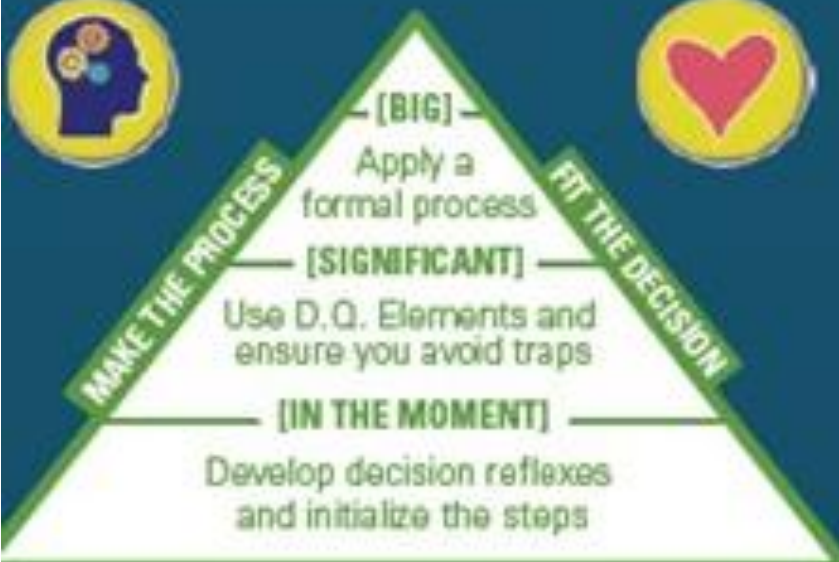 [BIG]
Apply a
formal process
MAKE THE PROCESS
FIT THE DECISION
[SIGNIFICANT]
Use D.Q. Elements and
ensure you avoid traps
[IN THE MOMENT]
Develop decision reflexes
and initialize the steps